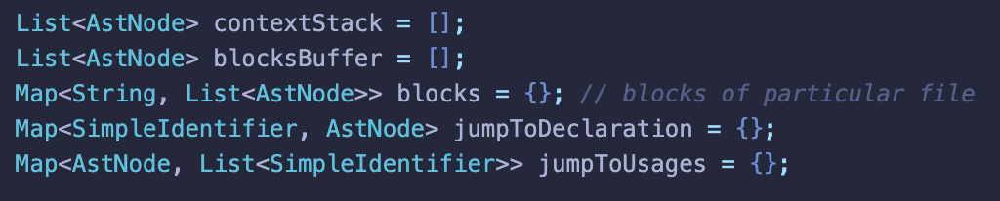 List<AstNode> contextStack = [];
List<AstNode> blocksBuffer = [];
Map<String, List<AstNode>> blocks = {}; // blocks of particular file
Map<SimpleIdentifier, AstNode> jumpToDeclaration = {};
Map<AstNode, List<SimpleIdentifier>> jumpToUsages = {};